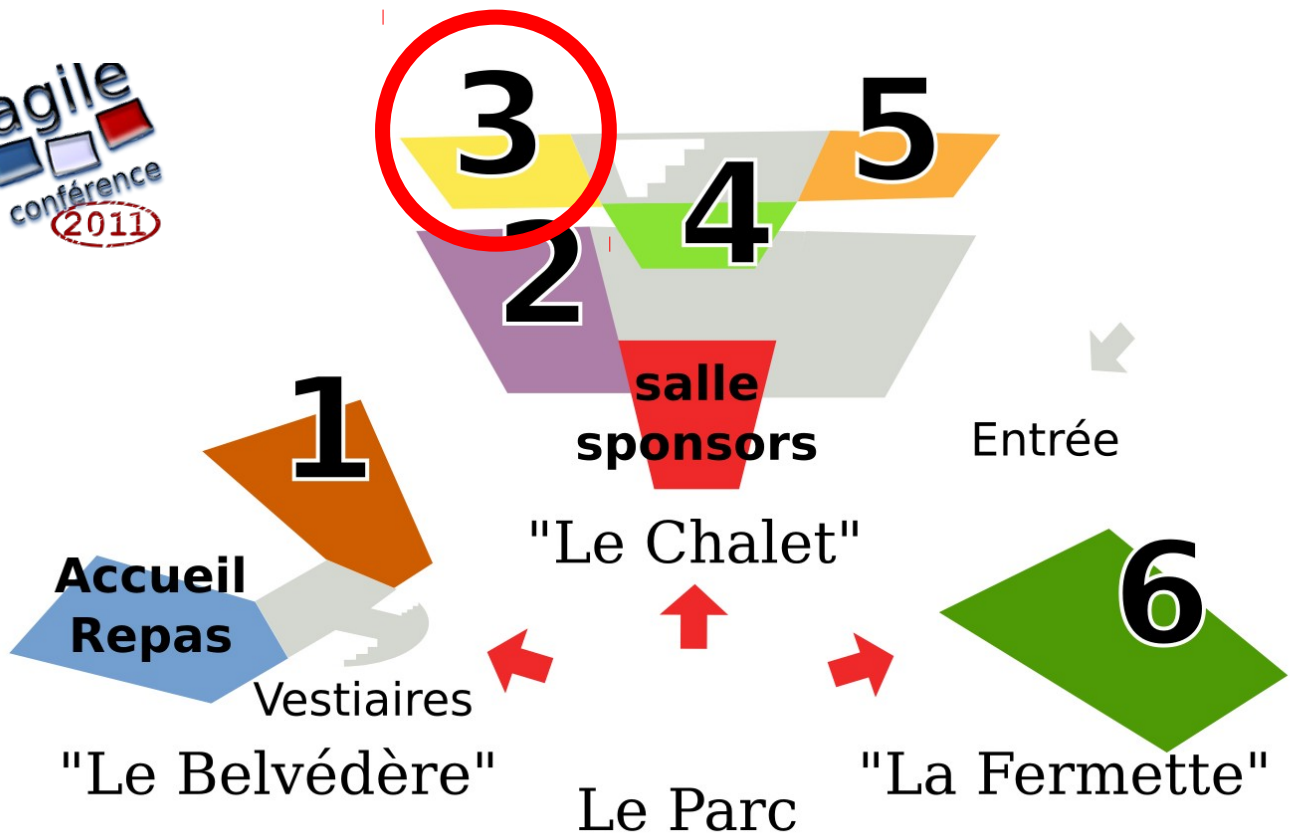 agile
conférence
2011
3
5
4
2
salle
sponsors
1
Entrée
"Le Chalet"
6
Accueil
Repas
Vestiaires
"Le Belvédère"
"La Fermette"
Le Parc